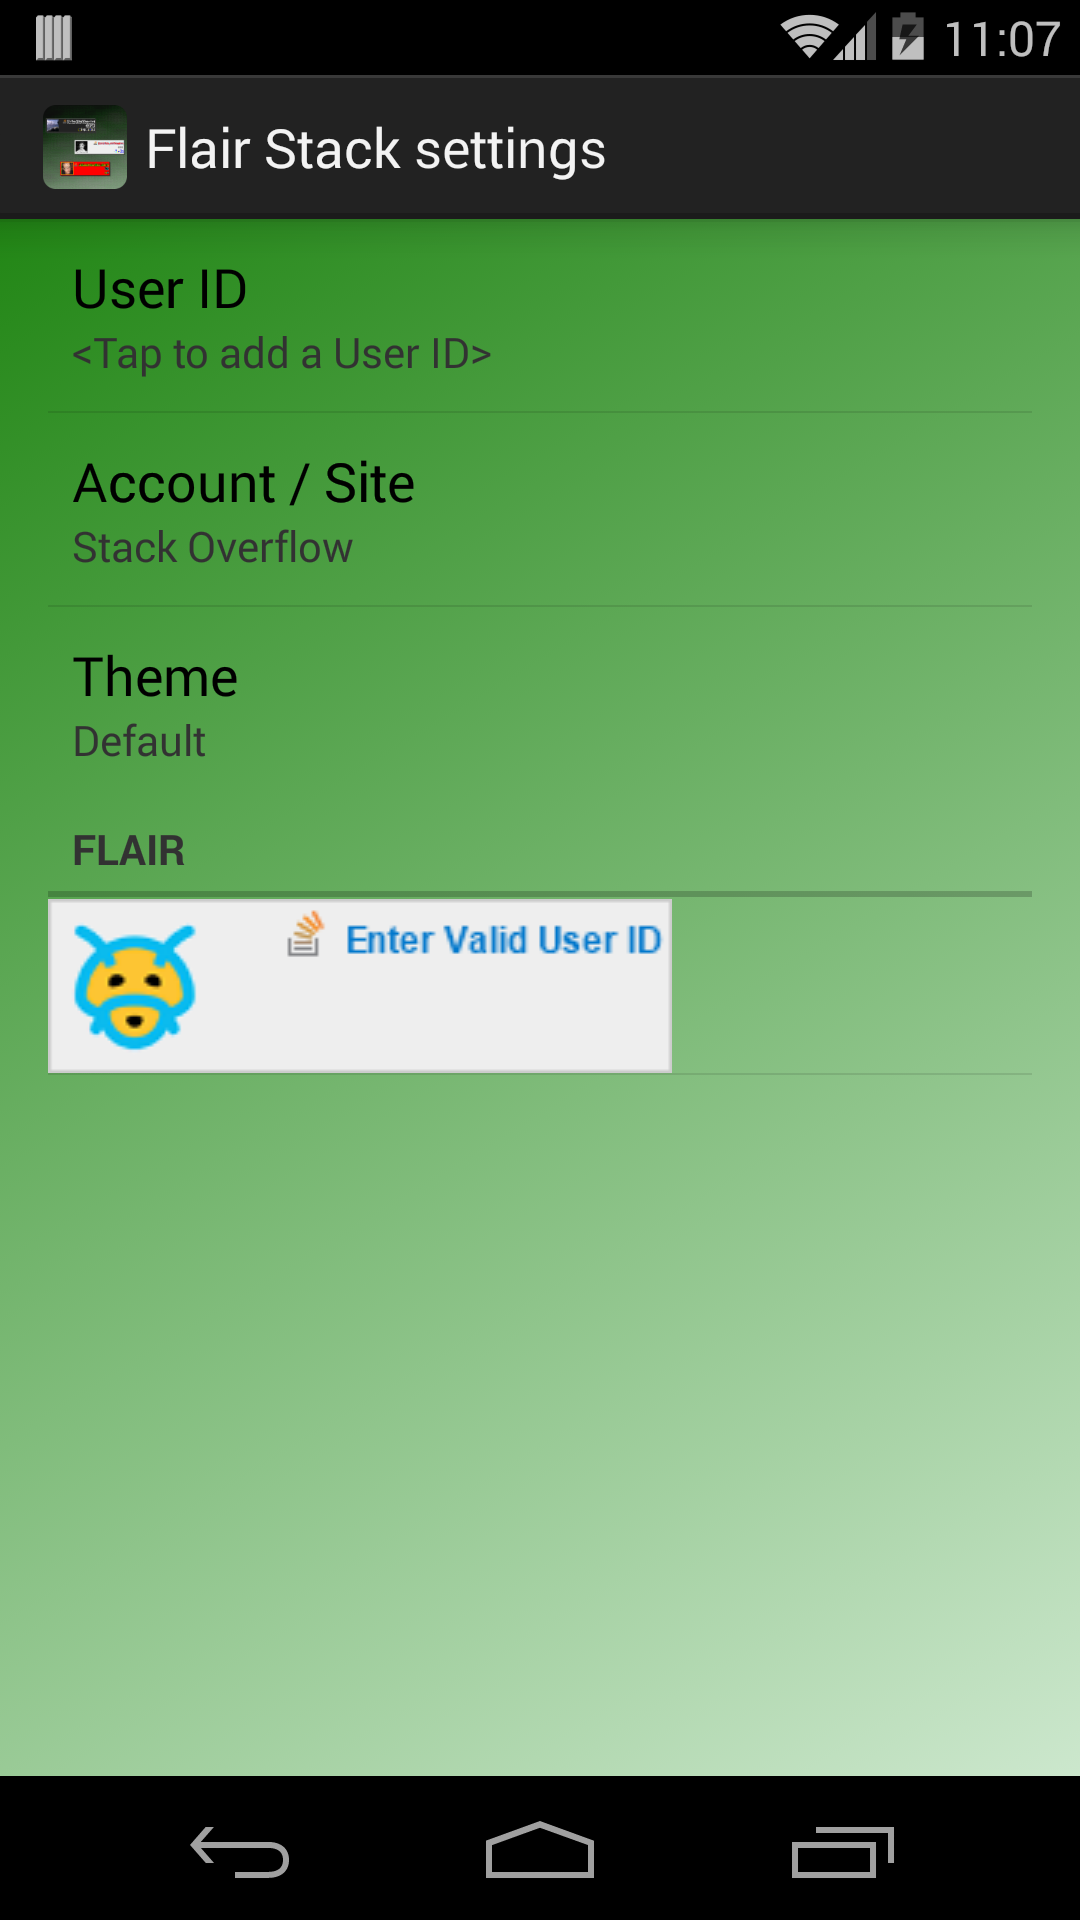 11:07
Flair Stack settings
User ID
<Tap to add a User ID>
Account / Site
Stack Overflow
Theme
Default
FLAIR
Enter Valid User ID